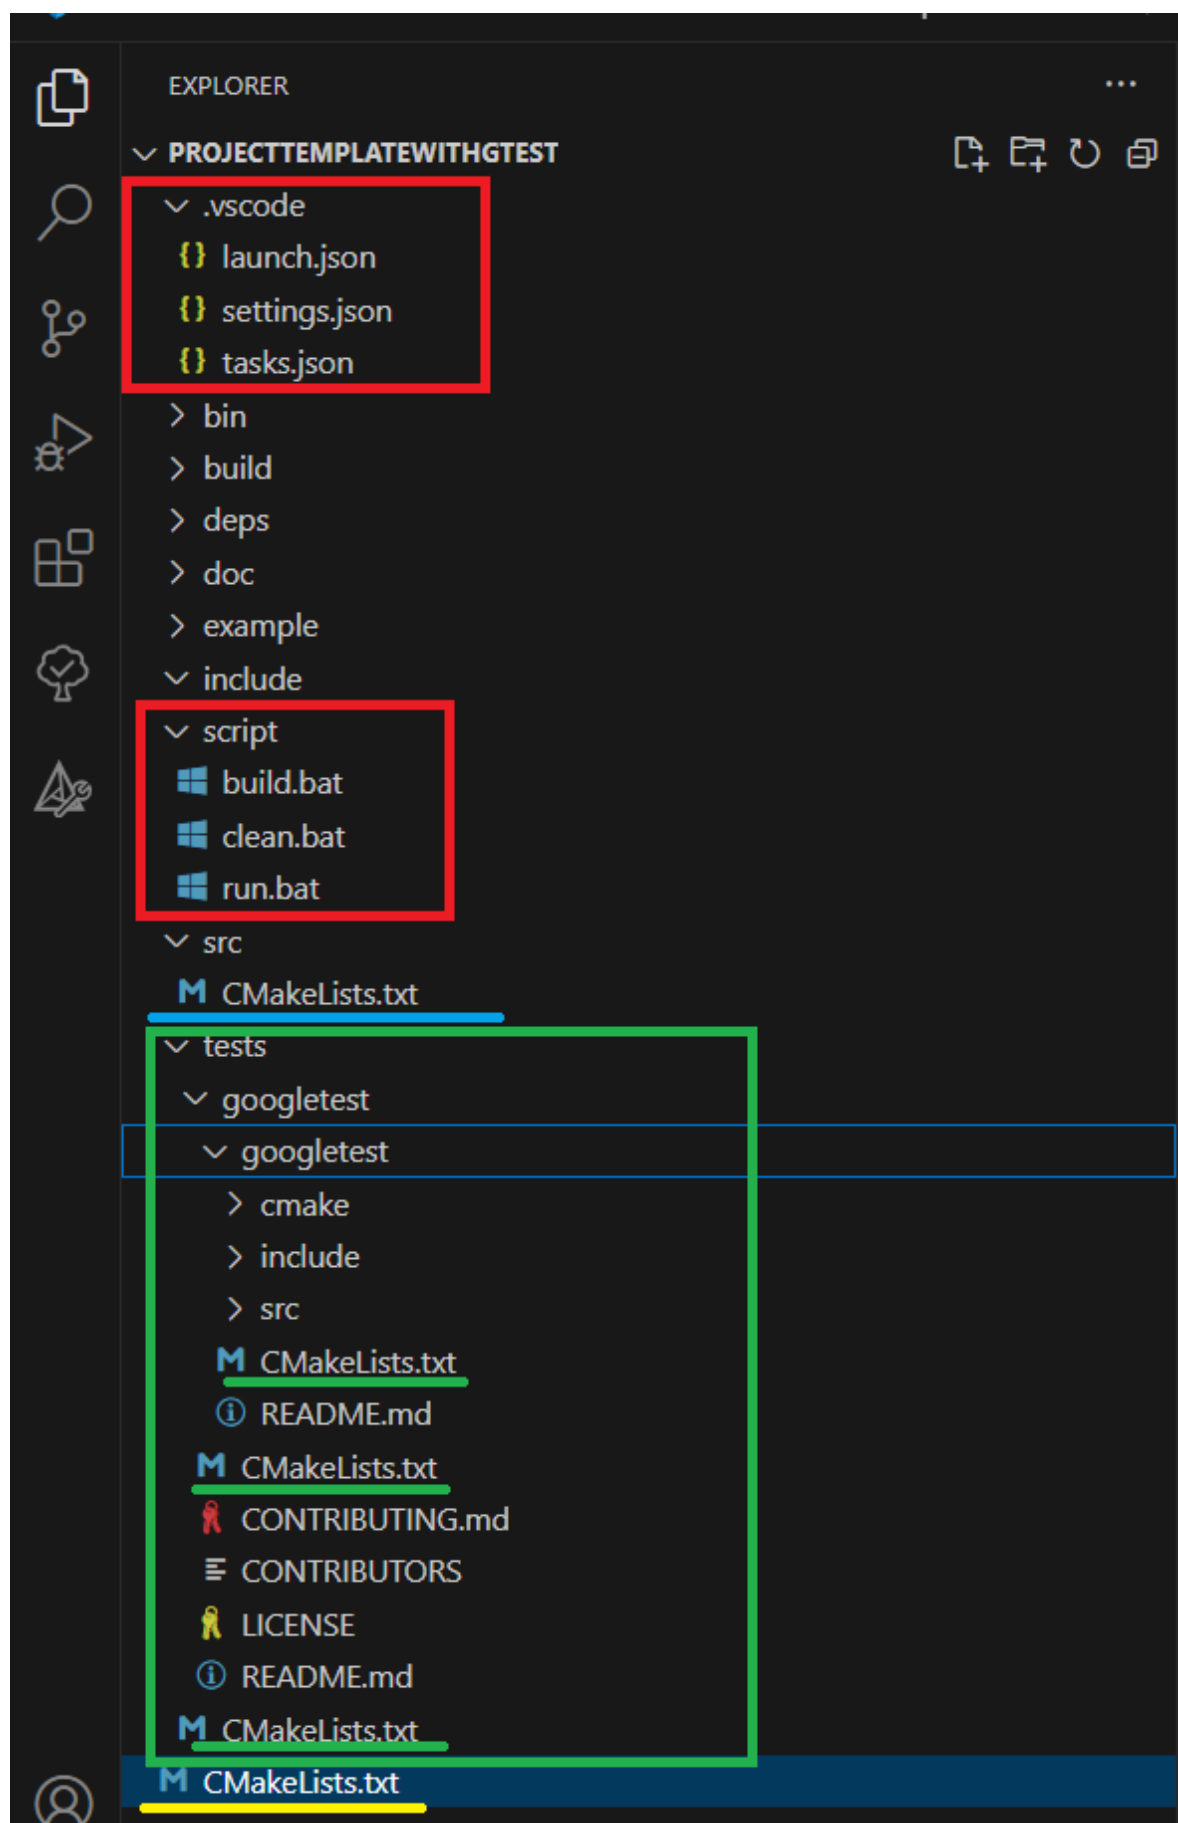 EXPLORER
PROJECTTEMPLATEWITHGTEST
.vscode
launch.json
settings.json
tasks.json
bin
build
deps
doc
example
include
script
build.bat
clean.bat
run.bat
src
CMakeLists.txt
tests
googletest
googletest
cmake
include
src
CMakeLists.txt
README.md
CMakeLists.txt
CONTRIBUTING.md
CONTRIBUTORS
LICENSE
README.md
CMakeLists.txt
CMakeLists.txt